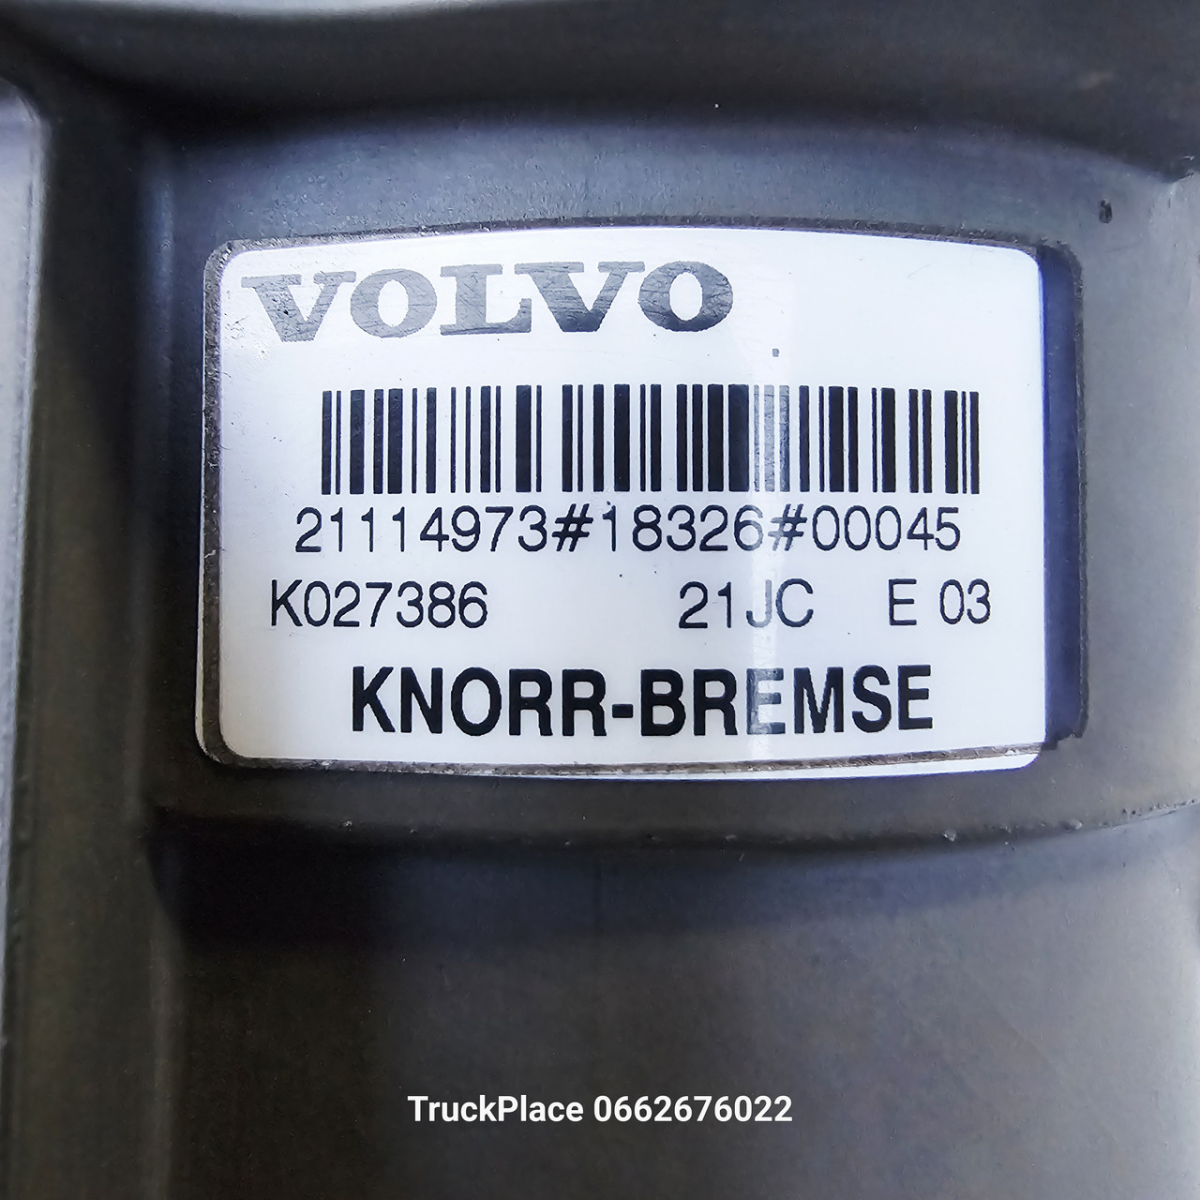 VOLVO
21114973#18326#00045
K027386 21JC E 03
KNORR-BREMSE
TruckPlace 0662676022